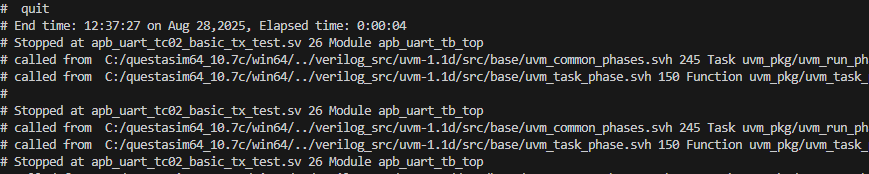 #  quit
# End time: 12:37:27 on Aug 28,2025, Elapsed time: 0:00:04
# Stopped at apb_uart_tc02_basic_tx_test.sv 26 Module apb_uart_tb_top
# called from  C:/questasim64_10.7c/win64/../verilog_src/uvm-1.1d/src/base/uvm_common_phases.svh 245 Task uvm_pkg/uvm_run_ph
# called from  C:/questasim64_10.7c/win64/../verilog_src/uvm-1.1d/src/base/uvm_task_phase.svh 150 Function uvm_pkg/uvm_task_
#
# Stopped at apb_uart_tc02_basic_tx_test.sv 26 Module apb_uart_tb_top
# called from  C:/questasim64_10.7c/win64/../verilog_src/uvm-1.1d/src/base/uvm_common_phases.svh 245 Task uvm_pkg/uvm_run_ph
# called from  C:/questasim64_10.7c/win64/../verilog_src/uvm-1.1d/src/base/uvm_task_phase.svh 150 Function uvm_pkg/uvm_task_
# Stopped at apb_uart_tc02_basic_tx_test.sv 26 Module apb_uart_tb_top